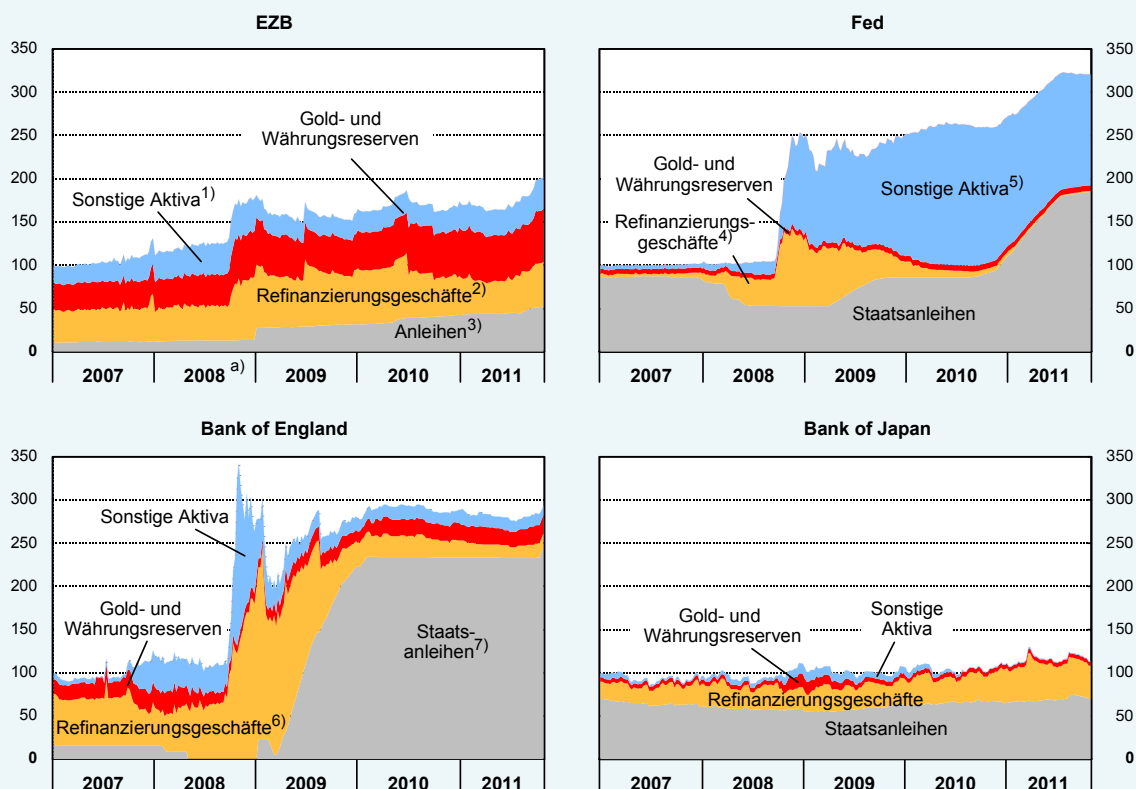 EZB
350
300
250
200
150
100
50
0
Gold- und
Währungsreserven
Sonstige Aktiva1)
Refinanzierungsgeschäfte2)
Anleihen3)
a)
2007 2008 2009 2010 2011
Fed
350
300
250
200
150
100
50
0
Gold- und
Währungsreserven
Refinanzierungs-
geschäfte4)
Sonstige Aktiva5)
Staatsanleihen
2007 2008 2009 2010 2011
Bank of England
350
300
250
200
150
100
50
0
Sonstige Aktiva
Gold- und
Währungsreserven
Staats-
anleihen7)
Refinanzierungsgeschäfte6)
2007 2008 2009 2010 2011
Bank of Japan
350
300
250
200
150
100
50
0
Gold- und
Währungsreserven
Sonstige
Aktiva
Refinanzierungsgeschäfte
Staatsanleihen
2007 2008 2009 2010 2011